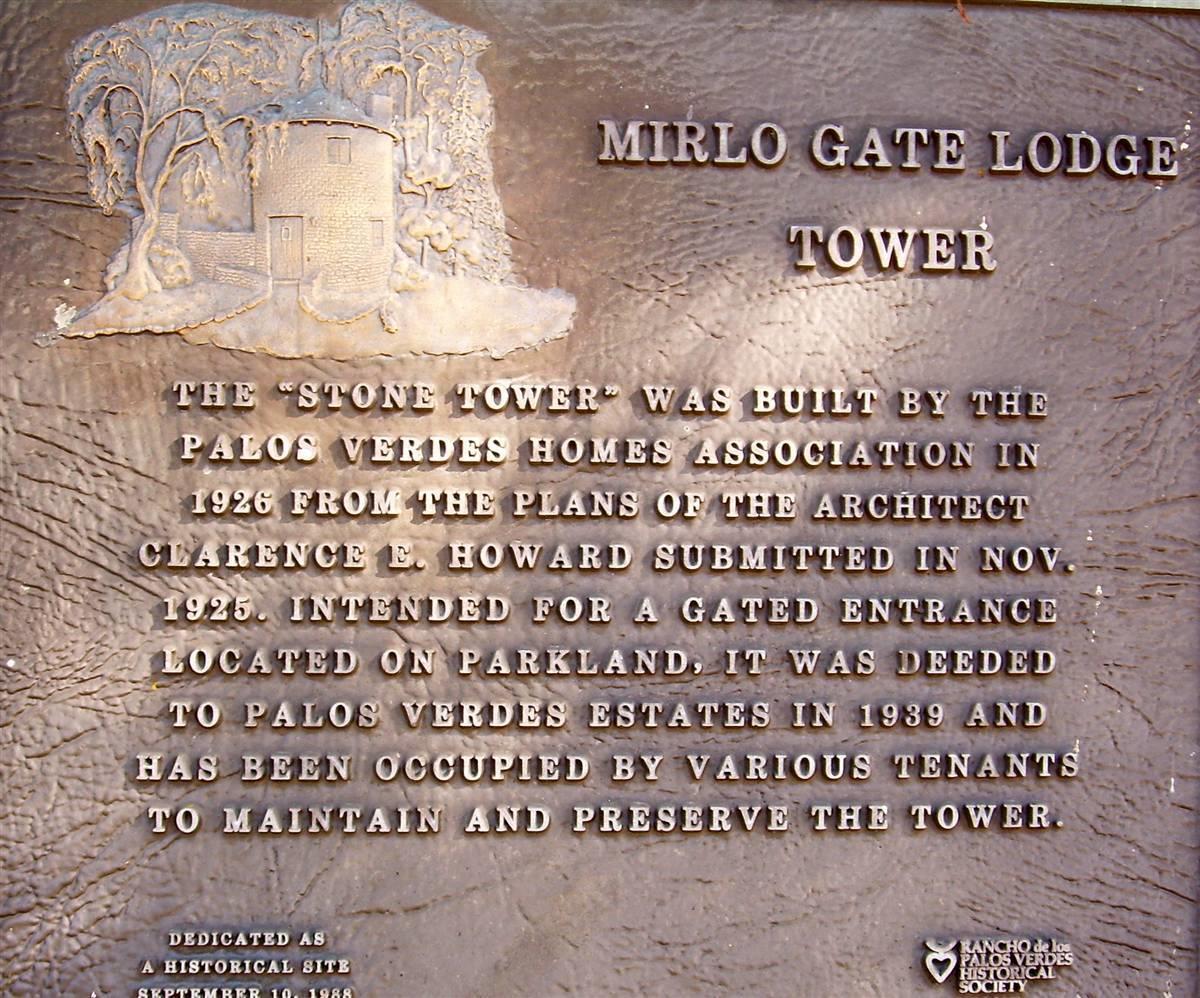 MIRLO GATE LODGE
TOWER
THE "STONE TOWER" WAS BUILT BY THE
PALOS VERDES HOMES ASSOCIATION IN
1926 FROM THE PLANS OF THE ARCHITECT
CLARENCE E. HOWARD SUBMITTED IN NOV.
1925. INTENDED FOR A GATED ENTRANCE
LOCATED ON PARKLAND, IT WAS DEEDED
TO PALOS VERDES ESTATES IN 1939 AND
HAS BEEN OCCUPIED BY VARIOUS TENANTS
TO MAINTAIN AND PRESERVE THE TOWER.
DEDICATED AS
A HISTORICAL SITE
SEPTEMBER 10, 1988
RANCHO de los
PALOS VERDES
HISTORICAL
SOCIETY